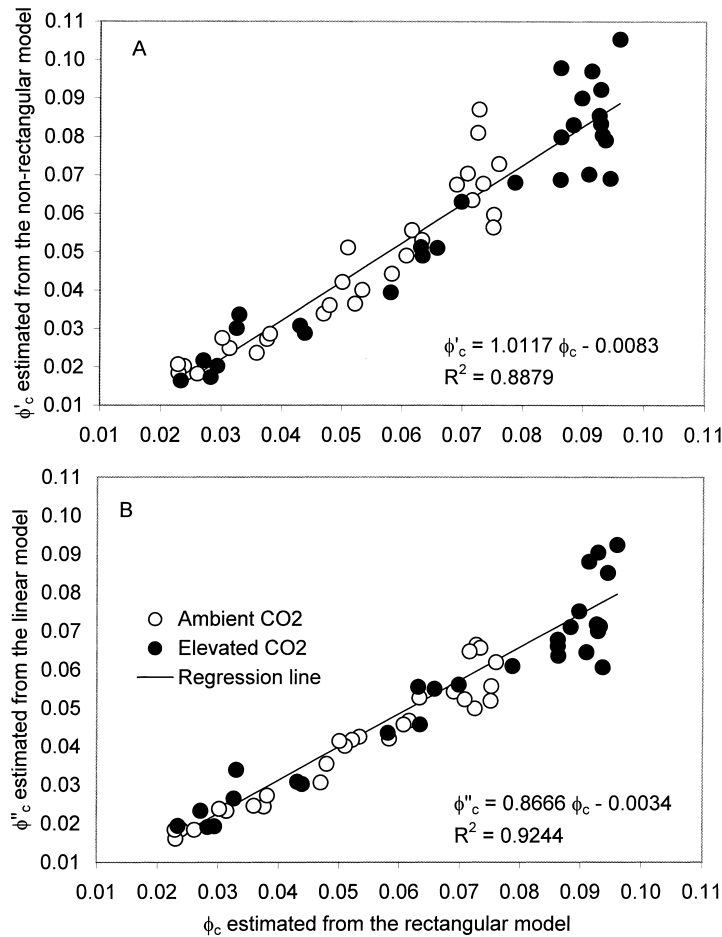 0.11
A
0.10
0.09
0.08
0.07
0.06
0.05
0.04
0.03
0.02
0.01
ϕ'c estimated from the non-rectangular model
ϕ'c = 1.0117 ϕc - 0.0083
R² = 0.8879
0.01 0.02 0.03 0.04 0.05 0.06 0.07 0.08 0.09 0.10 0.11
0.11
B
0.10
0.09
0.08
0.07
0.06
0.05
0.04
0.03
0.02
0.01
ϕ"c estimated from the linear model
Ambient CO2
Elevated CO2
Regression line
ϕ"c = 0.8666 ϕc - 0.0034
R² = 0.9244
0.01 0.02 0.03 0.04 0.05 0.06 0.07 0.08 0.09 0.10 0.11
ϕc estimated from the rectangular model